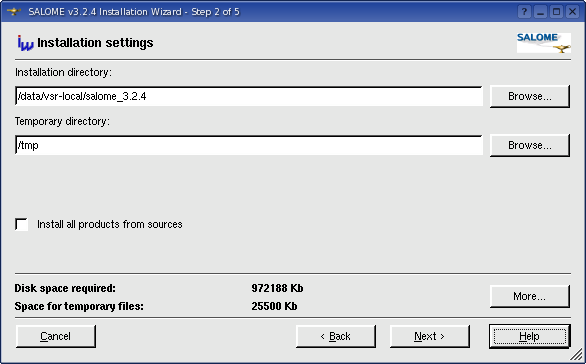 SALOME v3.2.4 Installation Wizard - Step 2 of 5
iw Installation settings
SALOME
Installation directory:
/data/vsr-local/salome_3.2.4
Browse...
Temporary directory:
/tmp
Browse...
Install all products from sources
Disk space required: 972188 Kb
Space for temporary files: 25500 Kb
More...
Cancel
< Back
Next >
Help